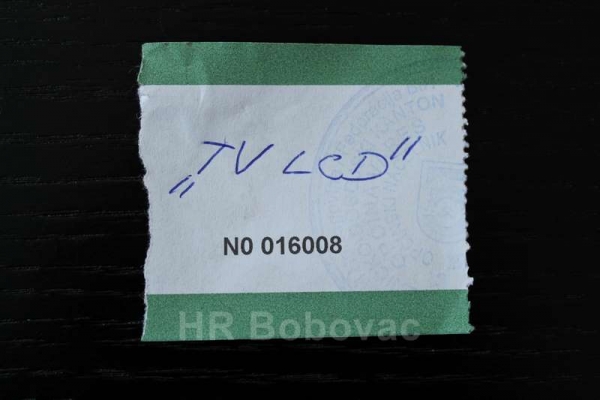 „TV LCD"
N0 016008
HR Bobovac